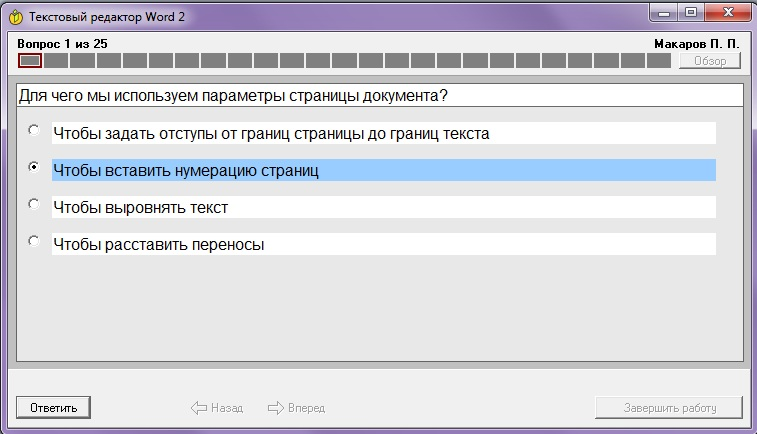 Текстовый редактор Word 2
Вопрос 1 из 25
Макаров П. П.
Обзор
Для чего мы используем параметры страницы документа?
Чтобы задать отступы от границ страницы до границ текста
Чтобы вставить нумерацию страниц
Чтобы выровнять текст
Чтобы расставить переносы
Ответить
Назад
Вперед
Завершить работу